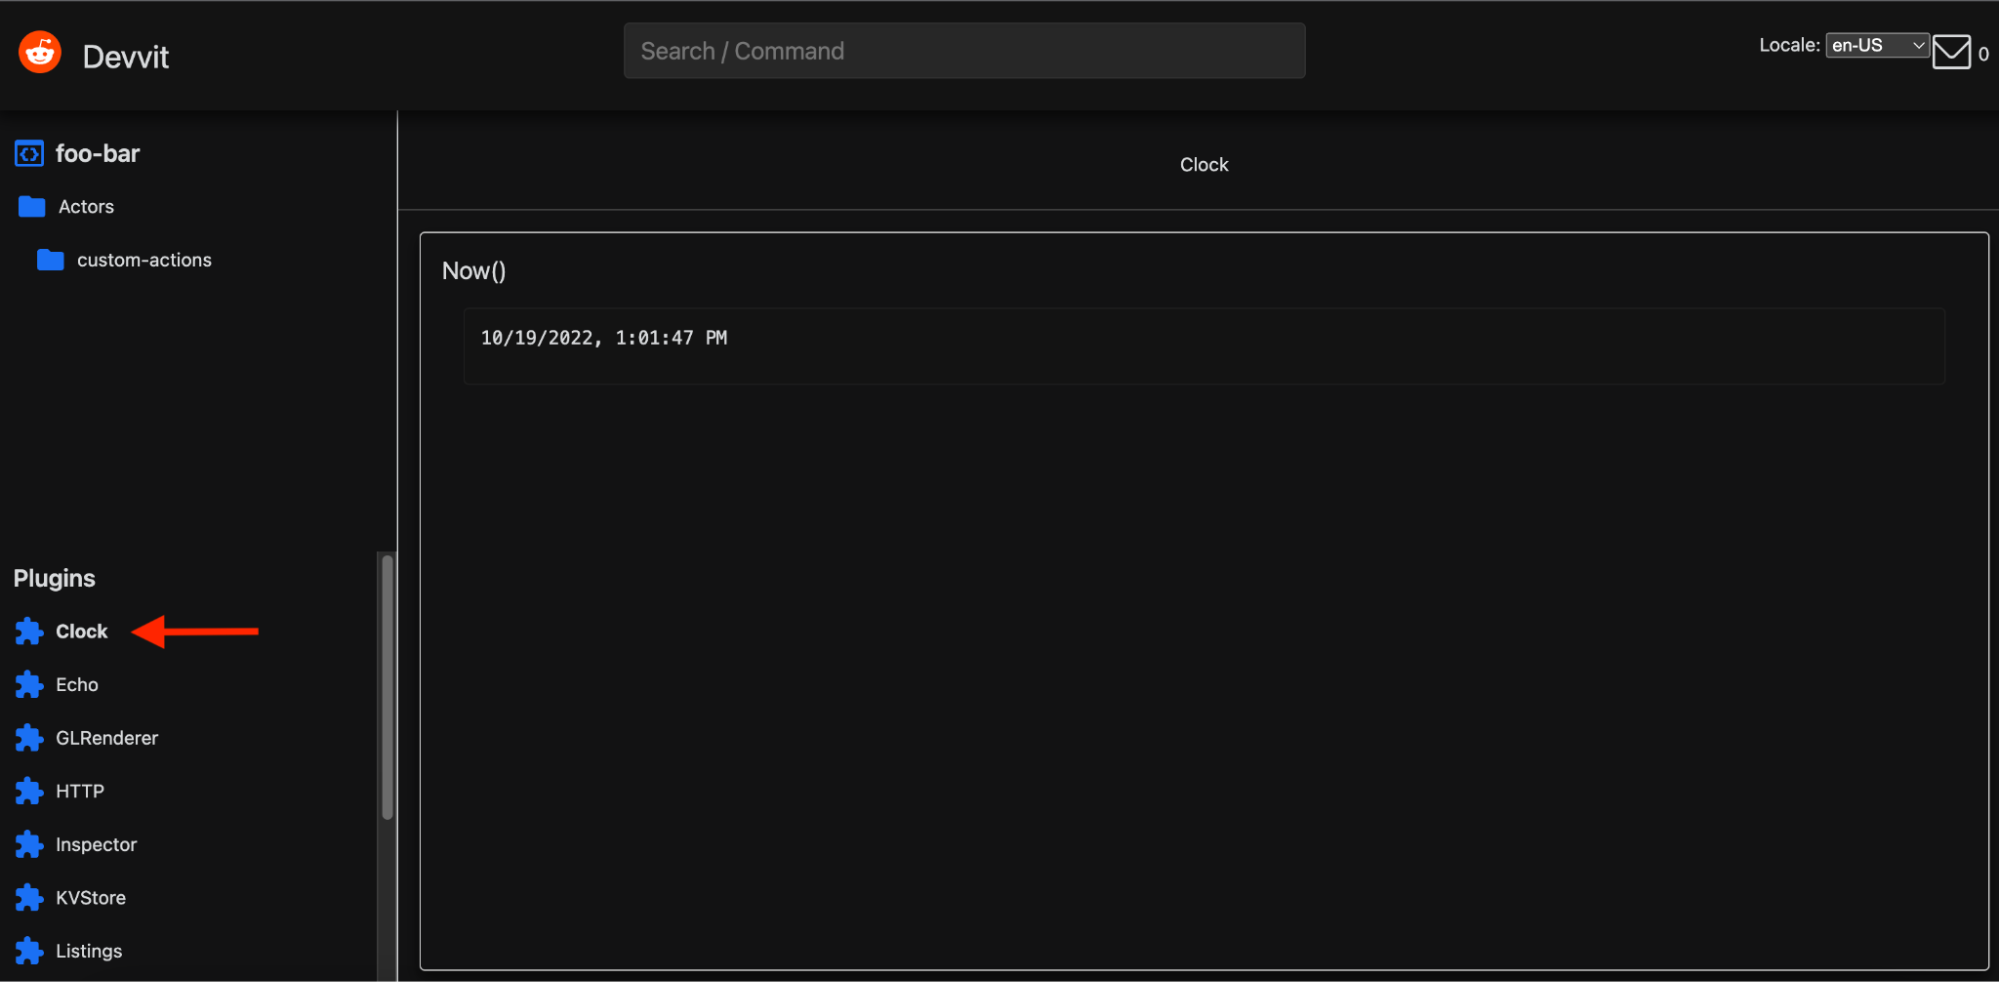 Devvit
Search / Command
Locale: en-US
0
foo-bar
Actors
custom-actions
Plugins
Clock
Echo
GLRenderer
HTTP
Inspector
KVStore
Listings
Clock
Now()
10/19/2022, 1:01:47 PM